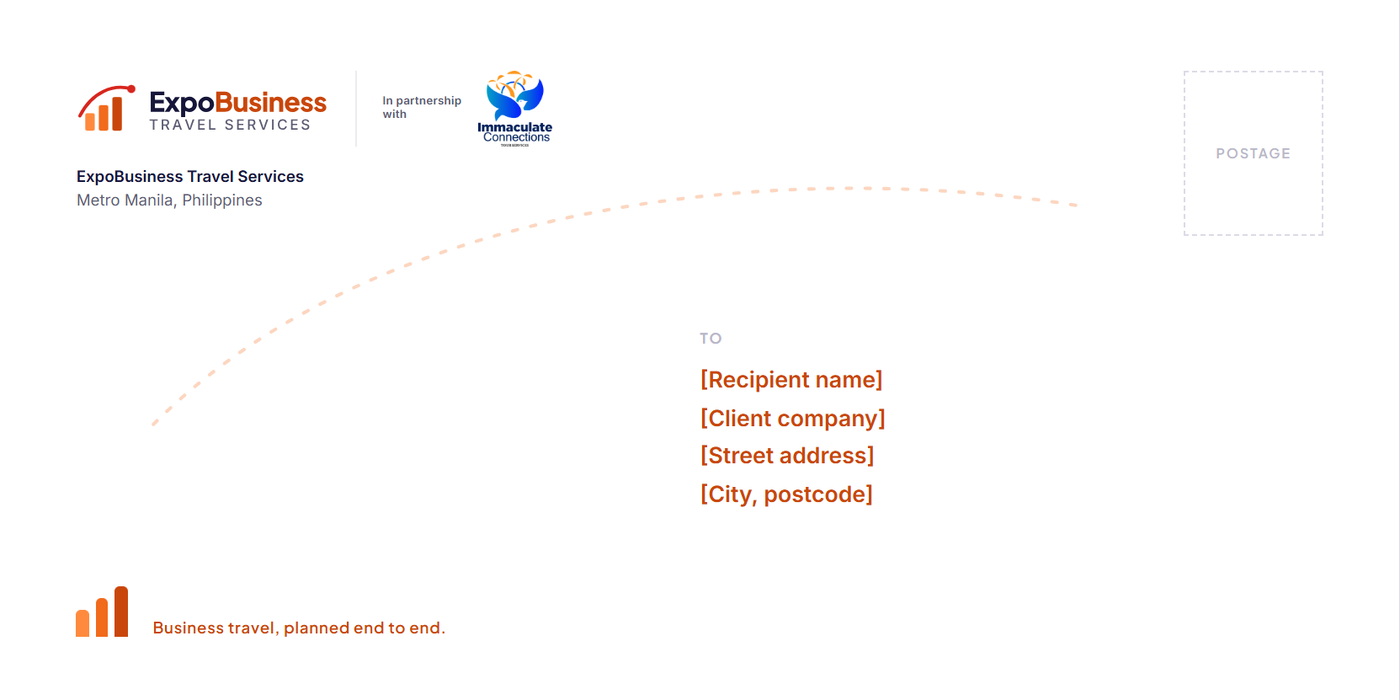 ExpoBusiness
TRAVEL SERVICES
In partnership
with
Immaculate
Connections
ExpoBusiness Travel Services
Metro Manila, Philippines
POSTAGE
TO
[Recipient name]
[Client company]
[Street address]
[City, postcode]
Business travel, planned end to end.